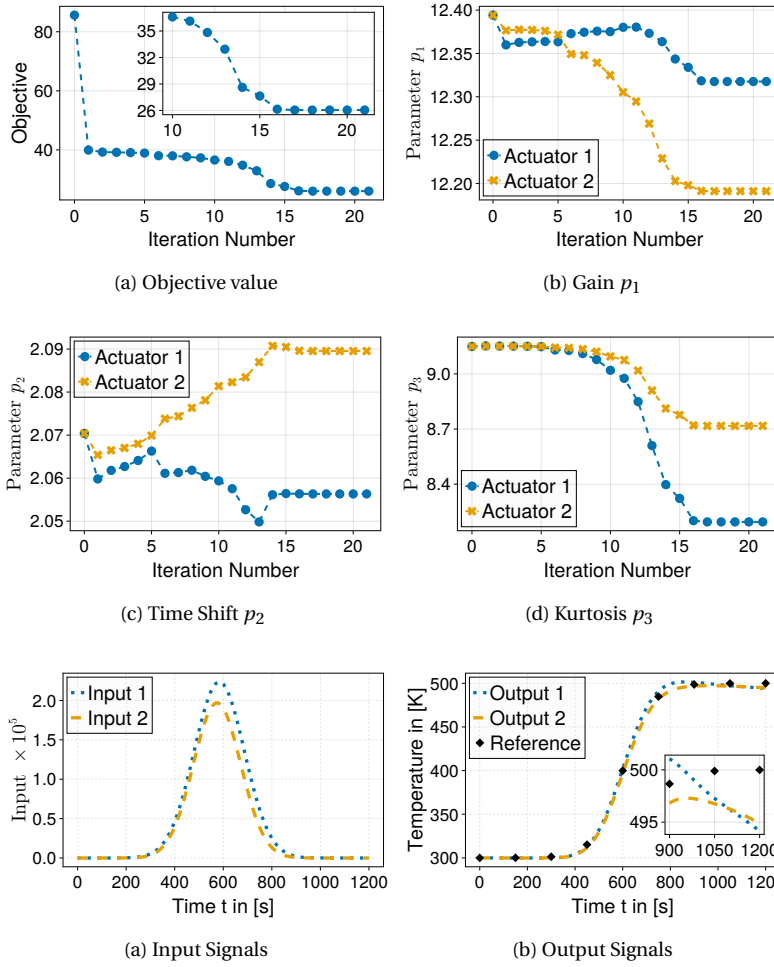 80
60
40
Objective
36
33
31
29
26
10
15
20
0
5
10
15
20
Iteration Number
(a) Objective value
12.40
12.35
12.30
12.25
12.20
Parameter p1
Actuator 1
Actuator 2
0
5
10
15
20
Iteration Number
(b) Gain p1
2.09
2.08
2.07
2.06
2.05
Parameter p2
Actuator 1
Actuator 2
0
5
10
15
20
Iteration Number
(c) Time Shift p2
9.0
8.7
8.4
Parameter p3
Actuator 1
Actuator 2
0
5
10
15
20
Iteration Number
(d) Kurtosis p3
2.0
1.5
1.0
0.5
0.0
Input ×10^5
Input 1
Input 2
0
200
400
600
800
1000
1200
Time t in [s]
(a) Input Signals
500
450
400
350
300
Temperature in [K]
Output 1
Output 2
Reference
500
495
900
1050
1200
0
200
400
600
800
1000
1200
Time t in [s]
(b) Output Signals